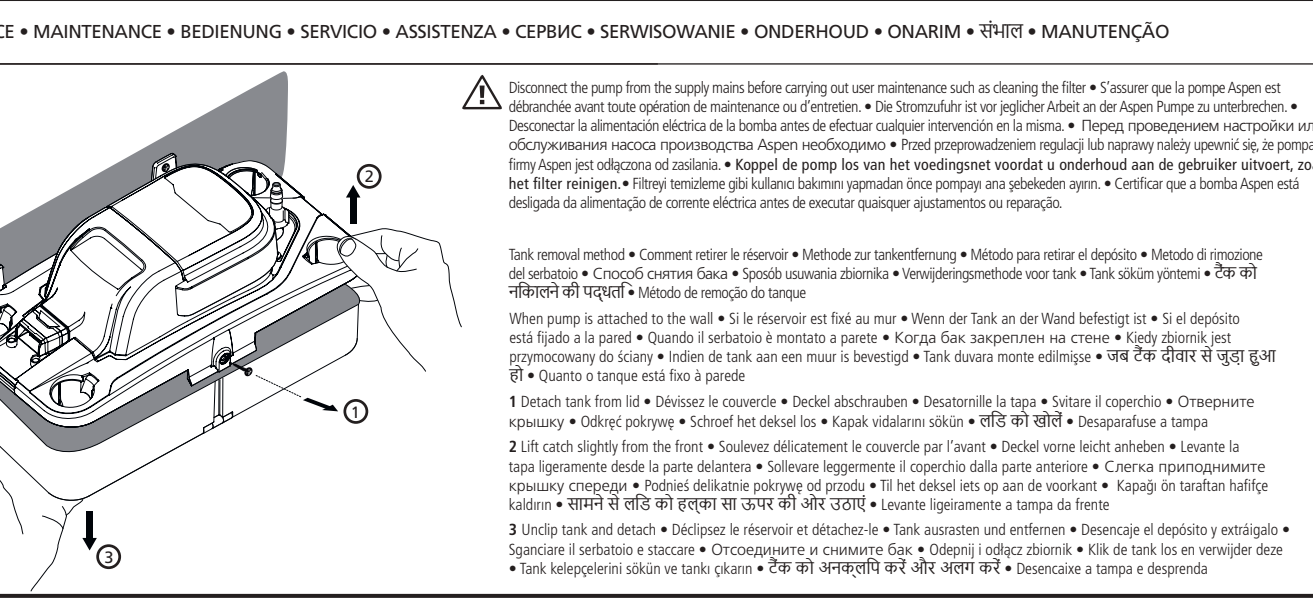 CE • MAINTENANCE • BEDIENUNG • SERVICIO • ASSISTENZA • СЕРВИС • SERWISOWANIE • ONDERHOUD • ONARIM • संभाल • MANUTENÇÃO
Disconnect the pump from the supply mains before carrying out user maintenance such as cleaning the filter • S'assurer que la pompe Aspen est
débranchée avant toute opération de maintenance ou d'entretien. • Die Stromzufuhr ist vor jeglicher Arbeit an der Aspen Pumpe zu unterbrechen. •
Desconectar la alimentación eléctrica de la bomba antes de efectuar cualquier intervención en la misma. • Перед проведением настройки ил
обслуживания насоса производства Aspen необходимо • Przed przeprowadzeniem regulacji lub naprawy należy upewnić się, że pompa
firmy Aspen jest odłączona od zasilania. • Koppel de pomp los van het voedingsnet voordat u onderhoud aan de gebruiker uitvoert, zo
het filter reinigen. • Filtreyi temizleme gibi kullanıcı bakımını yapmadan önce pompayı ana şebekeden ayırın. • Certificar que a bomba Aspen está
desligada da alimentação de corrente eléctrica antes de executar quaisquer ajustamentos ou reparação.
Tank removal method • Comment retirer le réservoir • Methode zur tankentfernung • Método para retirar el depósito • Metodo di rimozione
del serbatoio • Способ снятия бака • Sposób usuwania zbiornika • Verwijderingsmethode voor tank • Tank söküm yöntemi • टैंक को
नकिालने की पद्धति • Método de remoção do tanque
When pump is attached to the wall • Si le réservoir est fixé au mur • Wenn der Tank an der Wand befestigt ist • Si el depósito
está fijado a la pared • Quando il serbatoio è montato a parete • Когда бак закреплен на стене • Kiedy zbiornik jest
przymocowany do ściany • Indien de tank aan een muur is bevestigd • Tank duvara monte edilmişse • जब टैंक दीवार से जुड़ा हुआ
हो • Quanto o tanque está fixo à parede
1 Detach tank from lid • Dévissez le couvercle • Deckel abschrauben • Desatornille la tapa • Svitare il coperchio • Отверните
крышку • Odkręć pokrywę • Schroef het deksel los • Kapak vidalarını sökün • लडि को खोलें • Desaparafuse a tampa
2 Lift catch slightly from the front • Soulevez délicatement le couvercle par l'avant • Deckel vorne leicht anheben • Levante la
tapa ligeramente desde la parte delantera • Sollevare leggermente il coperchio dalla parte anteriore • Слегка приподнимите
крышку спереди • Podnieś delikatnie pokrywę od przodu • Til het deksel iets op aan de voorkant • Kapağı ön taraftan hafifçe
kaldırın • सामने से लडि को हल्का सा ऊपर की ओर उठाएं • Levante ligeiramente a tampa da frente
3 Unclip tank and detach • Déclipsez le réservoir et détachez-le • Tank ausrasten und entfernen • Desencaje el depósito y extráigalo •
Sganciare il serbatoio e staccare • Отсоедините и снимите бак • Odepnij i odłącz zbiornik • Klik de tank los en verwijder deze
• Tank kelepçelerini sökün ve tankı çıkarın • टैंक को अनक्लपि करें और अलग करें • Desencaixe a tampa e desprenda
2
1
3